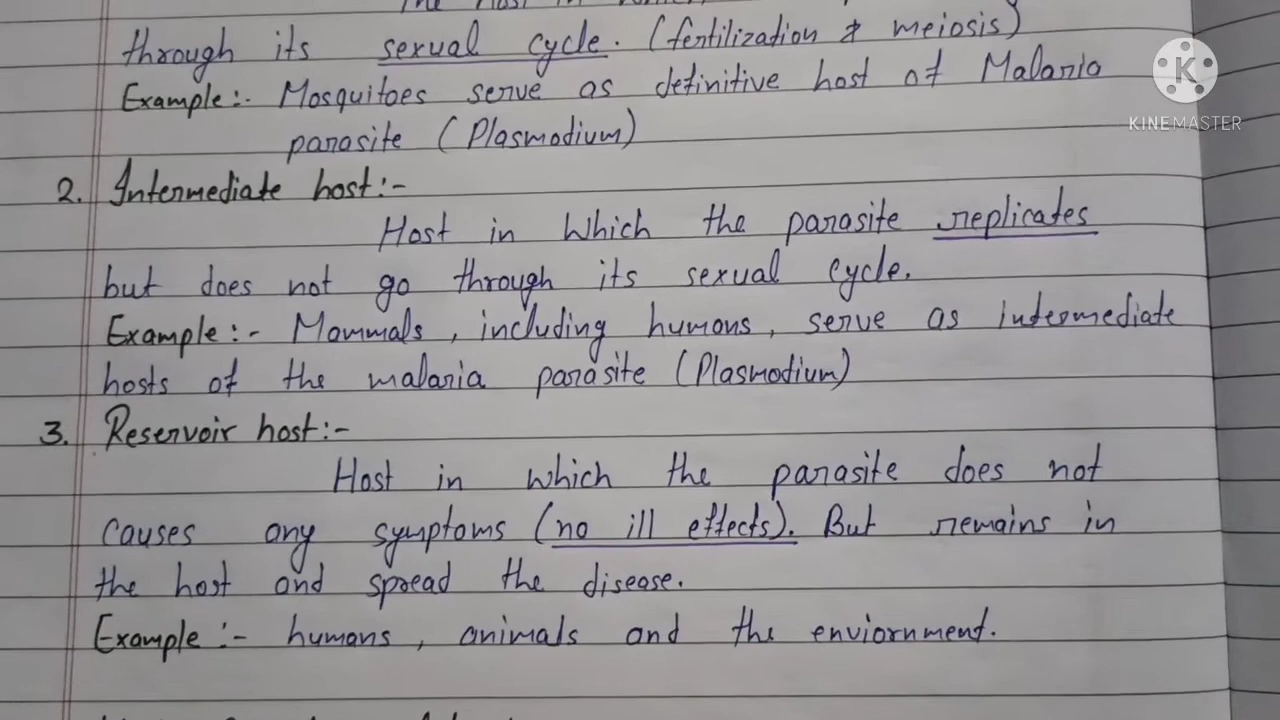 The Host in which,
through its sexual cycle. (fertilization & meiosis)
Example:- Mosquitoes serve as definitive host of Malaria
parasite (Plasmodium)
2. Intermediate host:-
Host in which the parasite replicates
but does not go through its sexual cycle.
Example:- Mammals, including humans, serve as intermediate
hosts of the malaria parasite (Plasmodium)
3. Reservoir host:-
Host in which the parasite does not
causes any symptoms (no ill effects). But remains in
the host and spread the disease.
Example:- humans, animals and the enviornment.
KINEMASTER